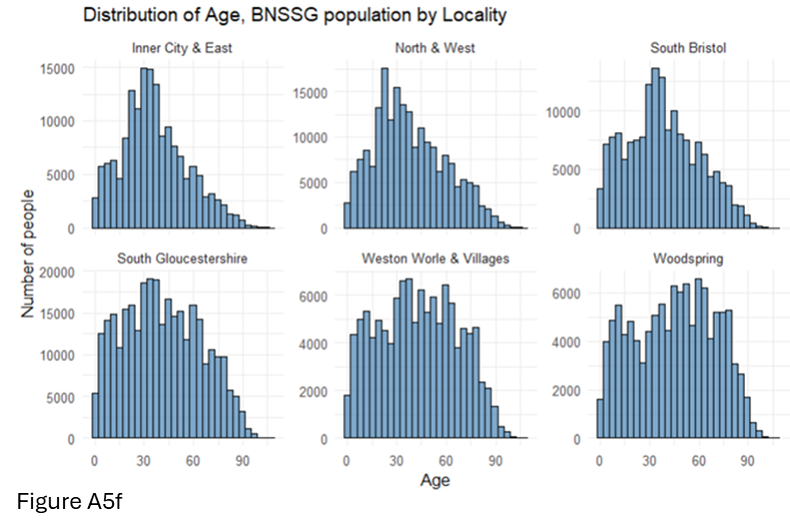 Distribution of Age, BNSSG population by Locality
Inner City & East
North & West
South Bristol
15000
10000
5000
0
15000
10000
5000
0
10000
5000
0
Number of people
South Gloucestershire
Weston Worle & Villages
Woodspring
20000
15000
10000
5000
0
6000
4000
2000
0
6000
4000
2000
0
0 30 60 90
0 30 60 90
0 30 60 90
Age
Figure A5f